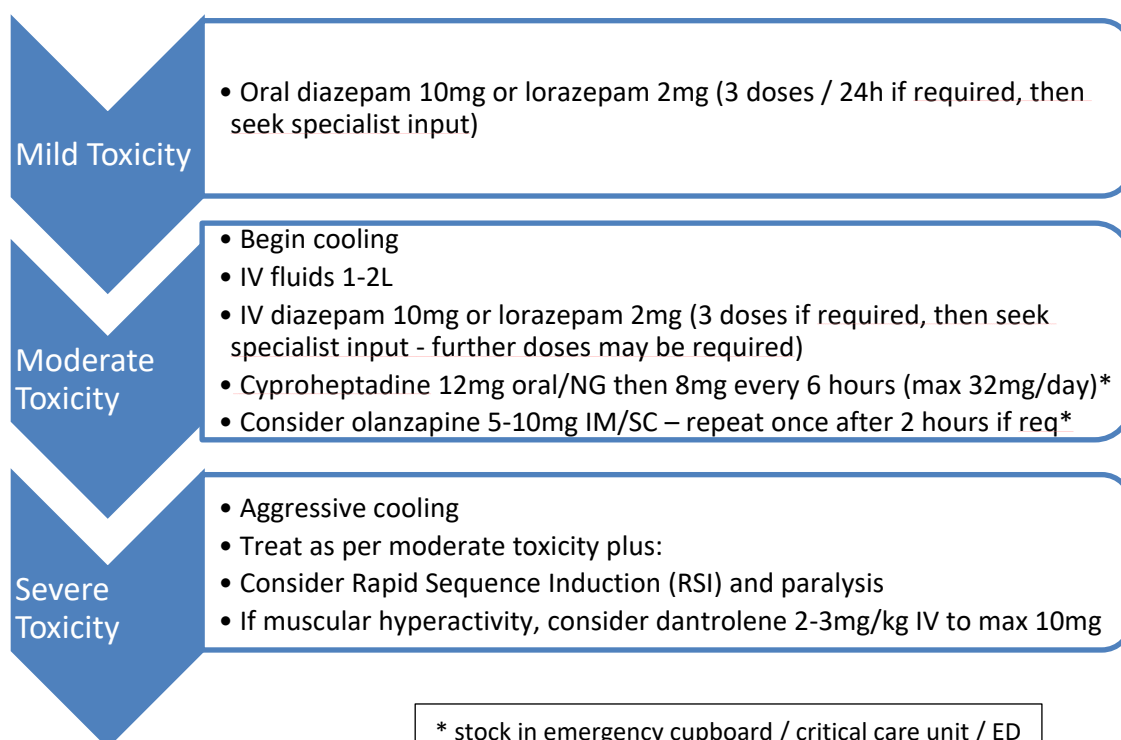 Mild Toxicity
• Oral diazepam 10mg or lorazepam 2mg (3 doses / 24h if required, then
seek specialist input)
Moderate
Toxicity
• Begin cooling
• IV fluids 1-2L
• IV diazepam 10mg or lorazepam 2mg (3 doses if required, then seek
specialist input - further doses may be required)
• Cyproheptadine 12mg oral/NG then 8mg every 6 hours (max 32mg/day)*
• Consider olanzapine 5-10mg IM/SC – repeat once after 2 hours if req*
Severe
Toxicity
• Aggressive cooling
• Treat as per moderate toxicity plus:
• Consider Rapid Sequence Induction (RSI) and paralysis
• If muscular hyperactivity, consider dantrolene 2-3mg/kg IV to max 10mg
* stock in emergency cupboard / critical care unit / ED